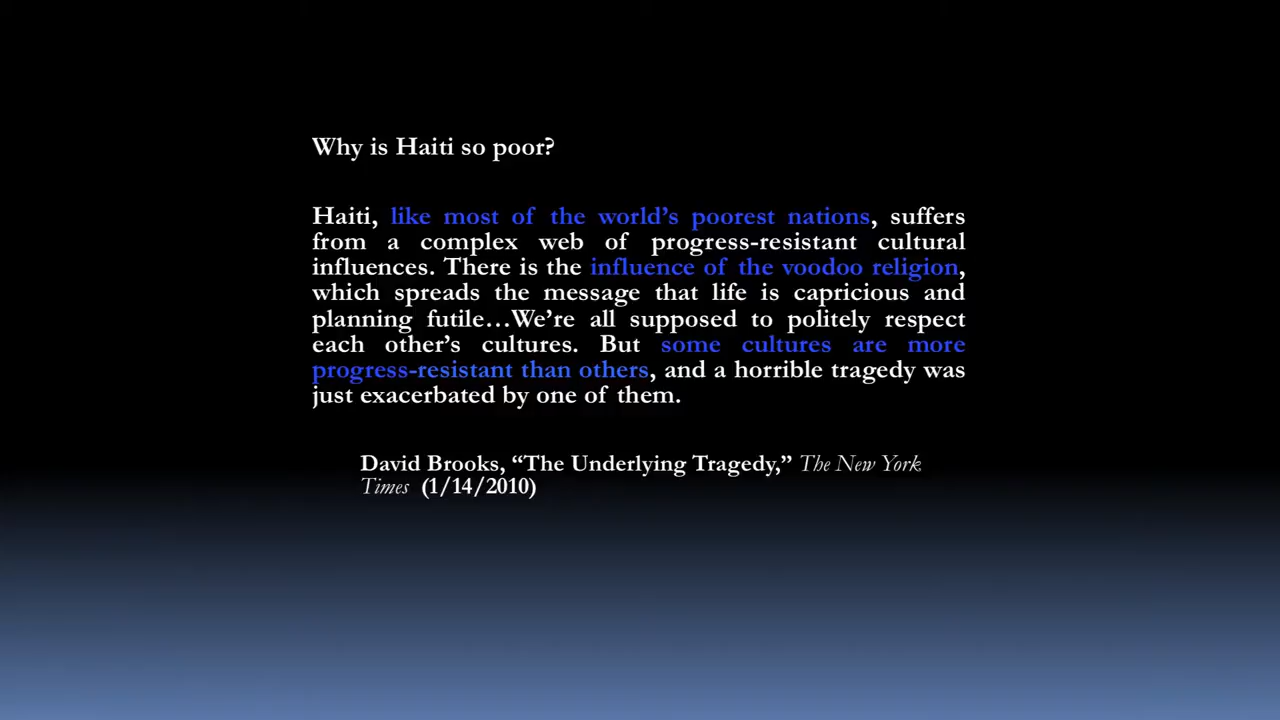 Why is Haiti so poor?
Haiti, like most of the world’s poorest nations, suffers
from a complex web of progress-resistant cultural
influences. There is the influence of the voodoo religion,
which spreads the message that life is capricious and
planning futile…We’re all supposed to politely respect
each other’s cultures. But some cultures are more
progress-resistant than others, and a horrible tragedy was
just exacerbated by one of them.
David Brooks, “The Underlying Tragedy,” The New York
Times (1/14/2010)